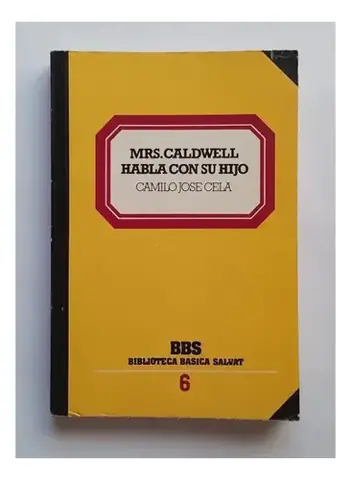 MRS.CALDWELL
HABLA CON SU HIJO
CAMILO JOSE CELA
BBS
BIBLIOTECA BASICA SALVAT
6